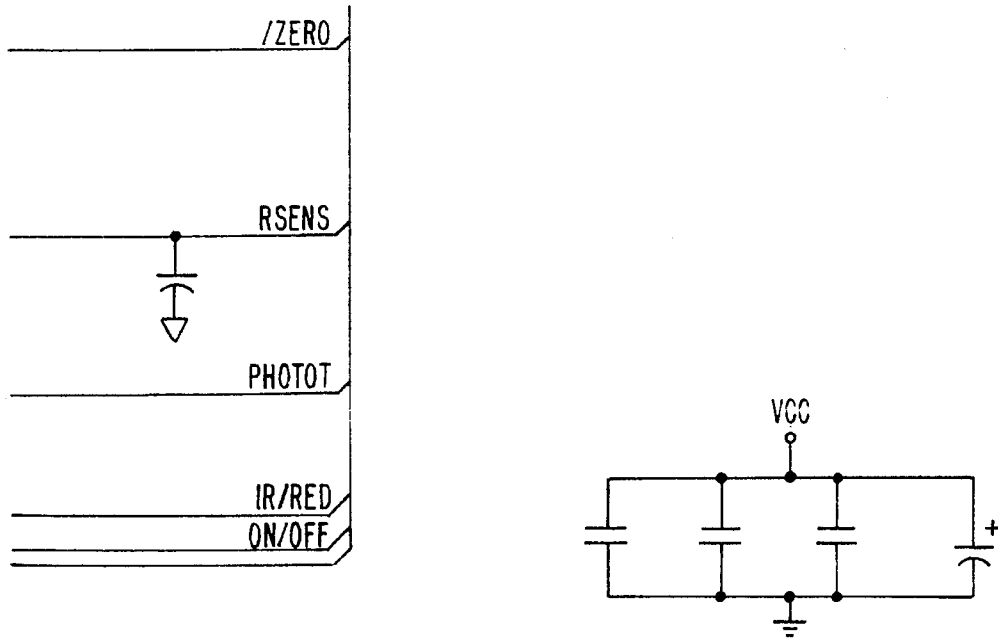 /ZERO
RSENS
PHOTOT
VCC
IR/RED
ON/OFF
+